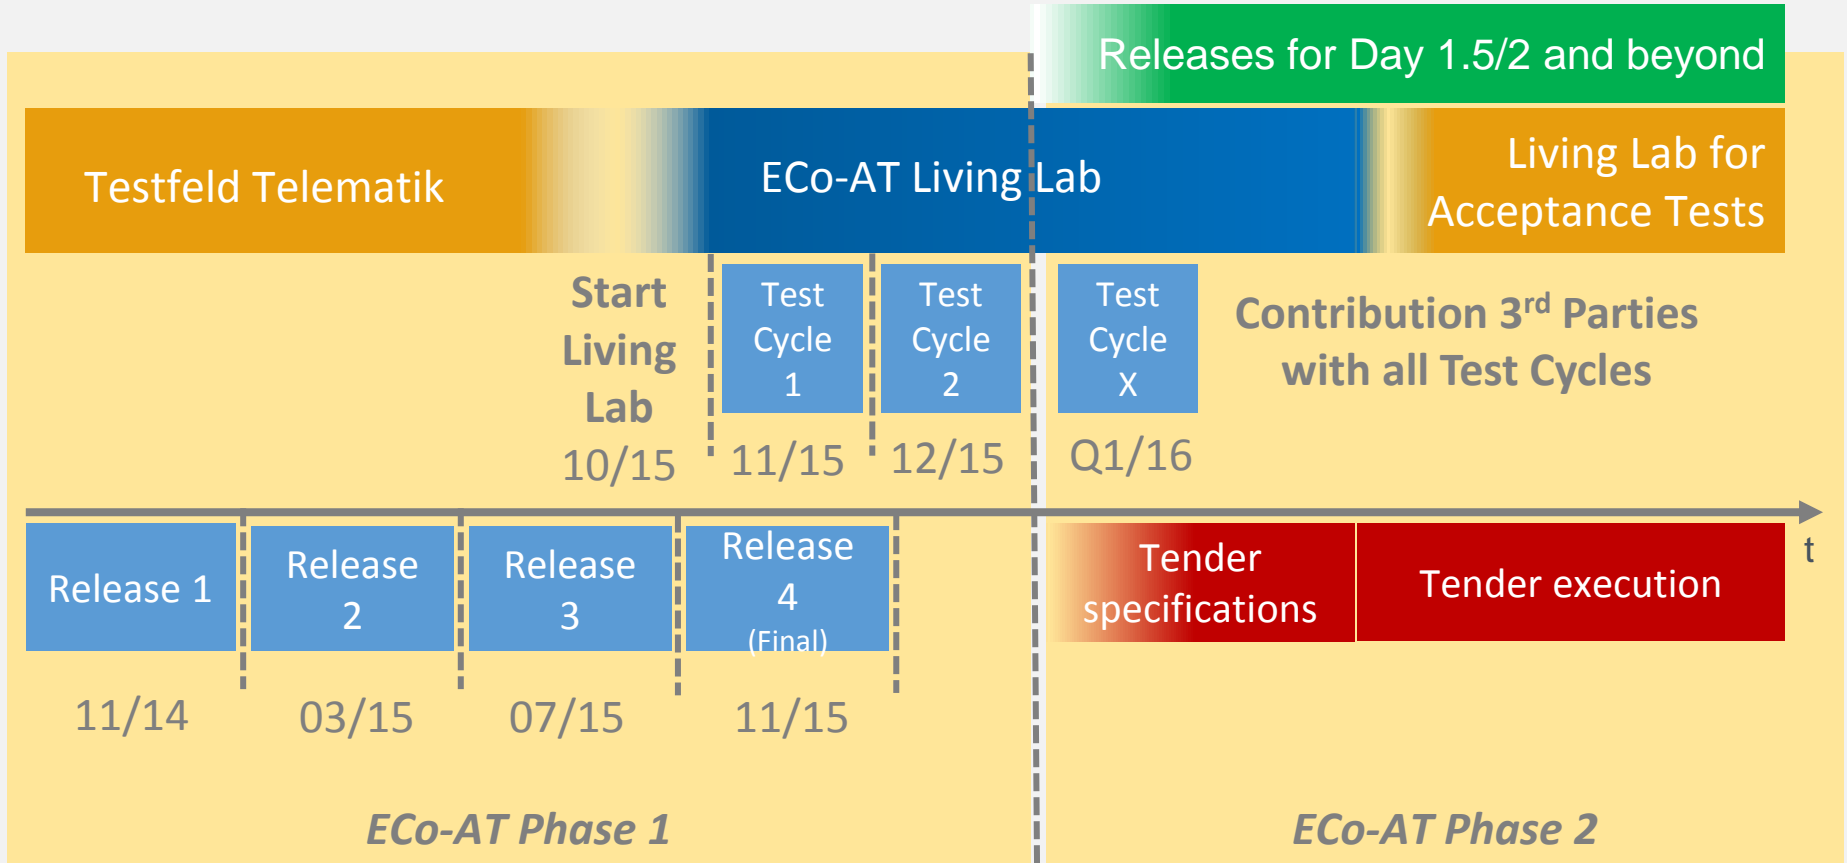 Releases for Day 1.5/2 and beyond
Testfeld Telematik
ECo-AT Living Lab
Living Lab for
Acceptance Tests
Start
Living
Lab
10/15
Test
Cycle
1
11/15
Test
Cycle
2
12/15
Test
Cycle
X
Q1/16
Contribution 3rd Parties
with all Test Cycles
t
Release 1
11/14
Release
2
03/15
Release
3
07/15
Release
4
(Final)
11/15
Tender
specifications
Tender execution
ECo-AT Phase 1
ECo-AT Phase 2